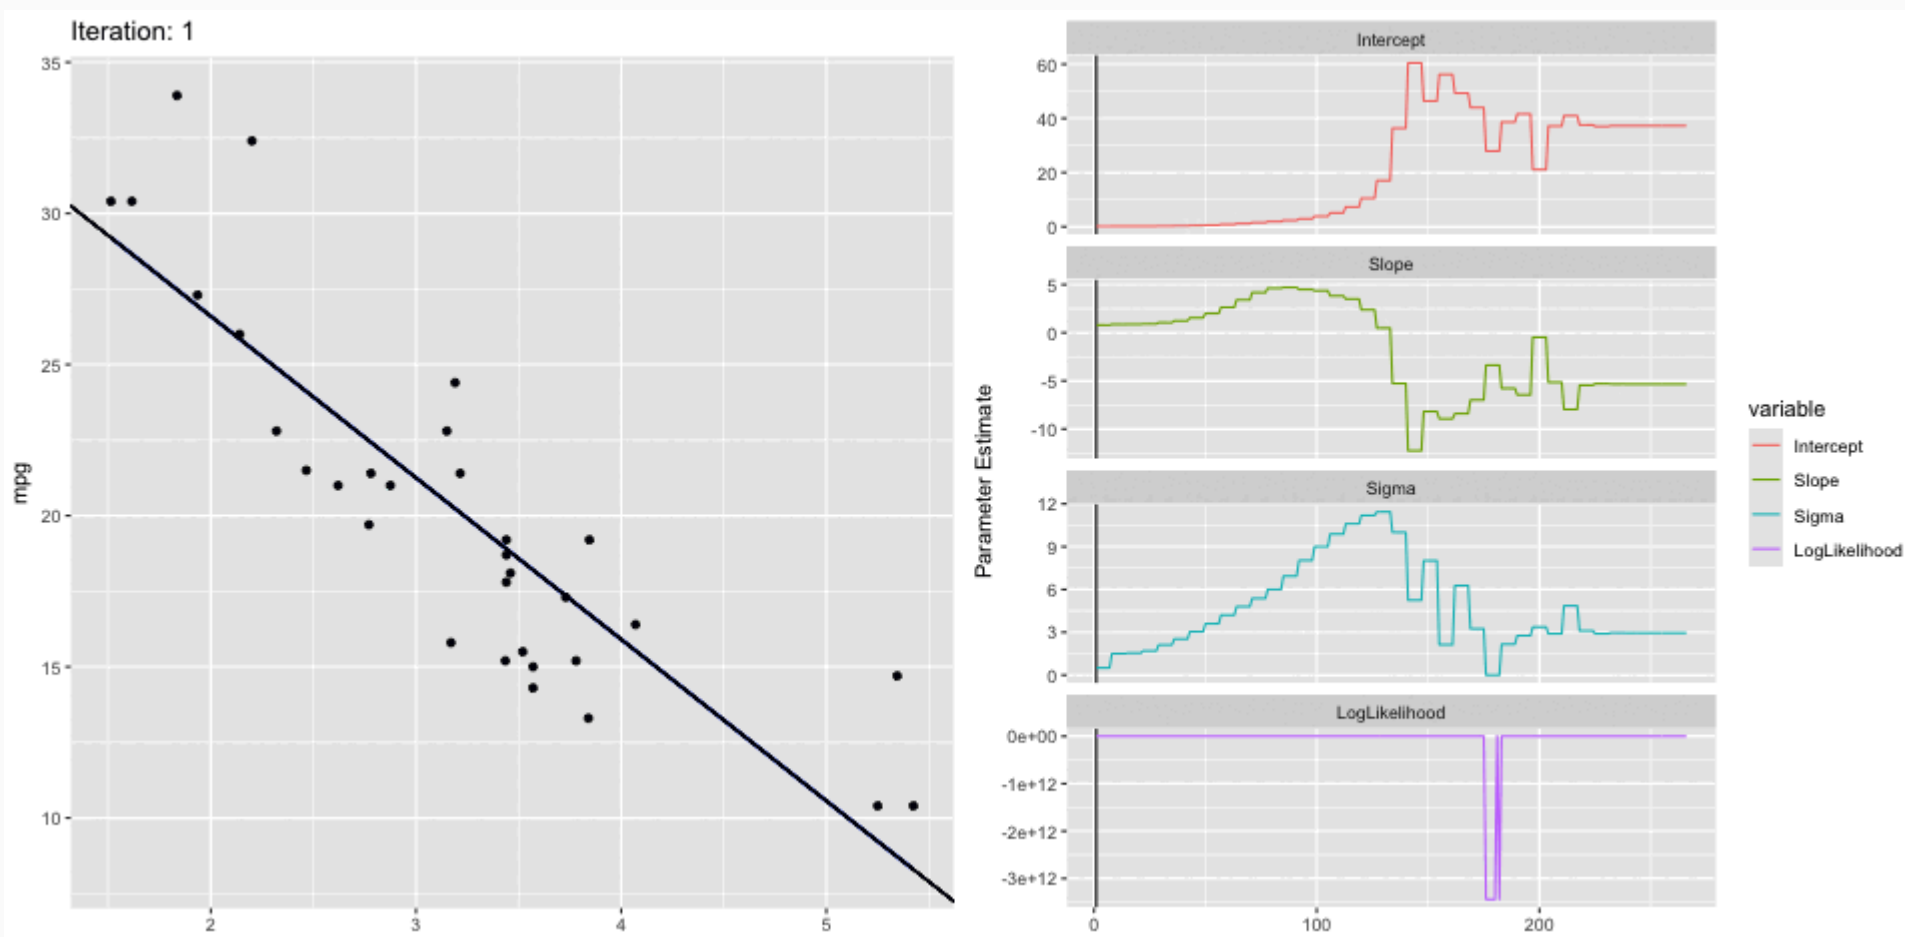 Iteration: 1
mpg
35
30
25
20
15
10
2 3 4 5
Parameter Estimate
Intercept
60
40
20
0
Slope
5
0
-5
-10
Sigma
12
9
6
3
0
LogLikelihood
0e+00
-1e+12
-2e+12
-3e+12
0 100 200
variable
Intercept
Slope
Sigma
LogLikelihood